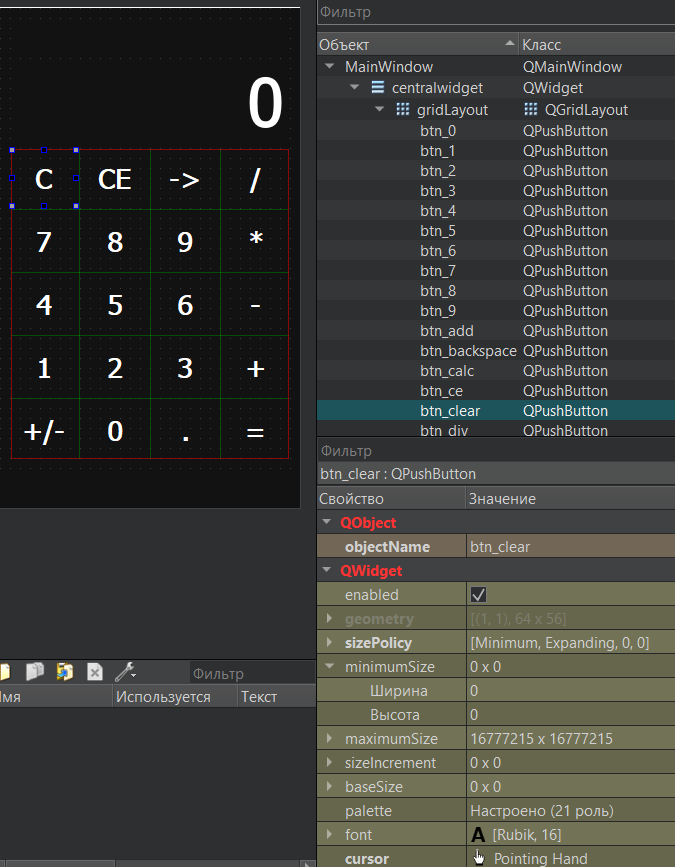 0
C CE -> /
7 8 9 *
4 5 6 -
1 2 3 +
+/- 0 . =
Фильтр
Объект Класс
MainWindow QMainWindow
centralwidget QWidget
gridLayout QGridLayout
btn_0 QPushButton
btn_1 QPushButton
btn_2 QPushButton
btn_3 QPushButton
btn_4 QPushButton
btn_5 QPushButton
btn_6 QPushButton
btn_7 QPushButton
btn_8 QPushButton
btn_9 QPushButton
btn_add QPushButton
btn_backspace QPushButton
btn_calc QPushButton
btn_ce QPushButton
btn_clear QPushButton
btn_div QPushButton
Фильтр
btn_clear : QPushButton
Свойство Значение
QObject
objectName btn_clear
QWidget
enabled
geometry [(1, 1), 64 x 56]
sizePolicy [Minimum, Expanding, 0, 0]
minimumSize 0 x 0
Ширина 0
Высота 0
maximumSize 16777215 x 16777215
sizeIncrement 0 x 0
baseSize 0 x 0
palette Настроено (21 роль)
font A [Rubik, 16]
cursor Pointing Hand
Фильтр
мя Используется Текст